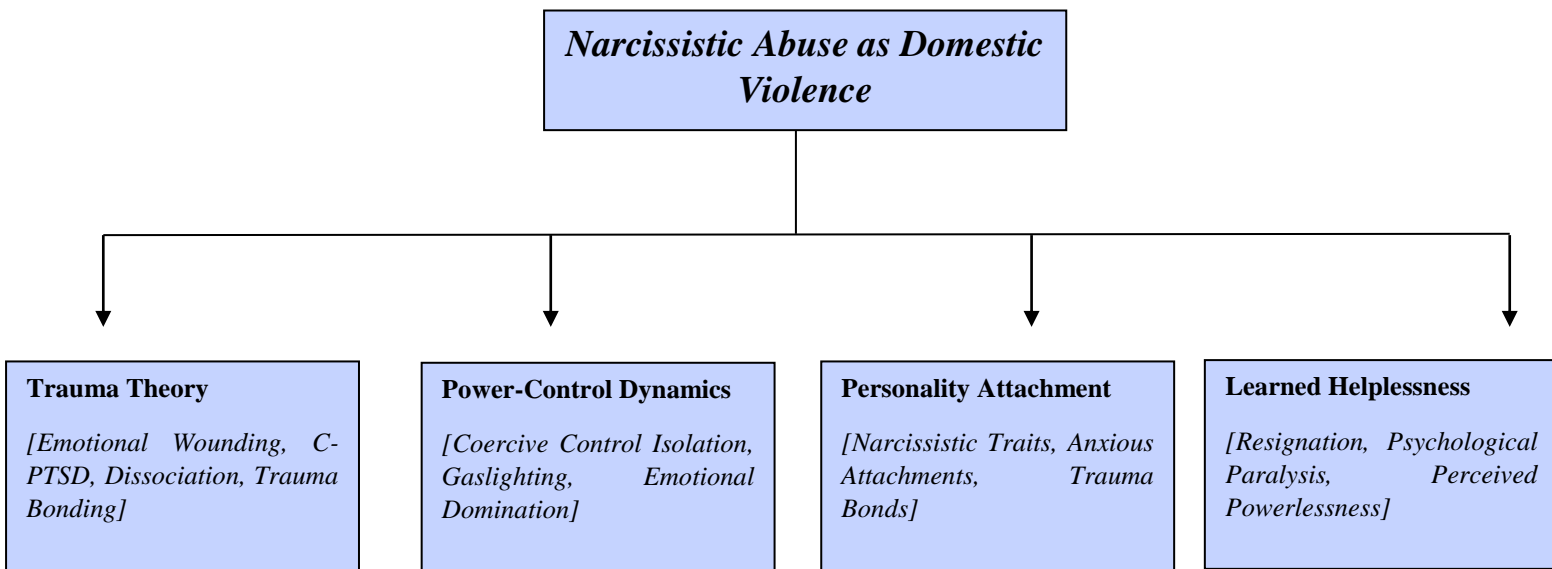 Narcissistic Abuse as Domestic
Violence
Trauma Theory
[Emotional Wounding, C-
PTSD, Dissociation, Trauma
Bonding]
Power-Control Dynamics
[Coercive Control Isolation,
Gaslighting, Emotional
Domination]
Personality Attachment
[Narcissistic Traits, Anxious
Attachments, Trauma
Bonds]
Learned Helplessness
[Resignation, Psychological
Paralysis, Perceived
Powerlessness]